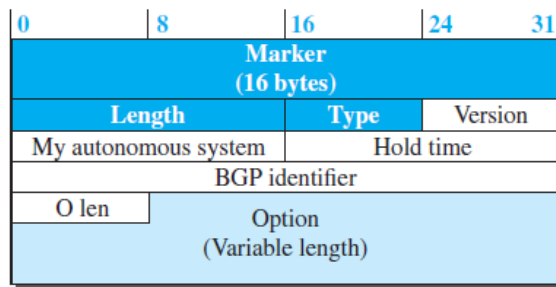 0 8 16 24 31
Marker
(16 bytes)
Length Type Version
My autonomous system Hold time
BGP identifier
O len
Option
(Variable length)